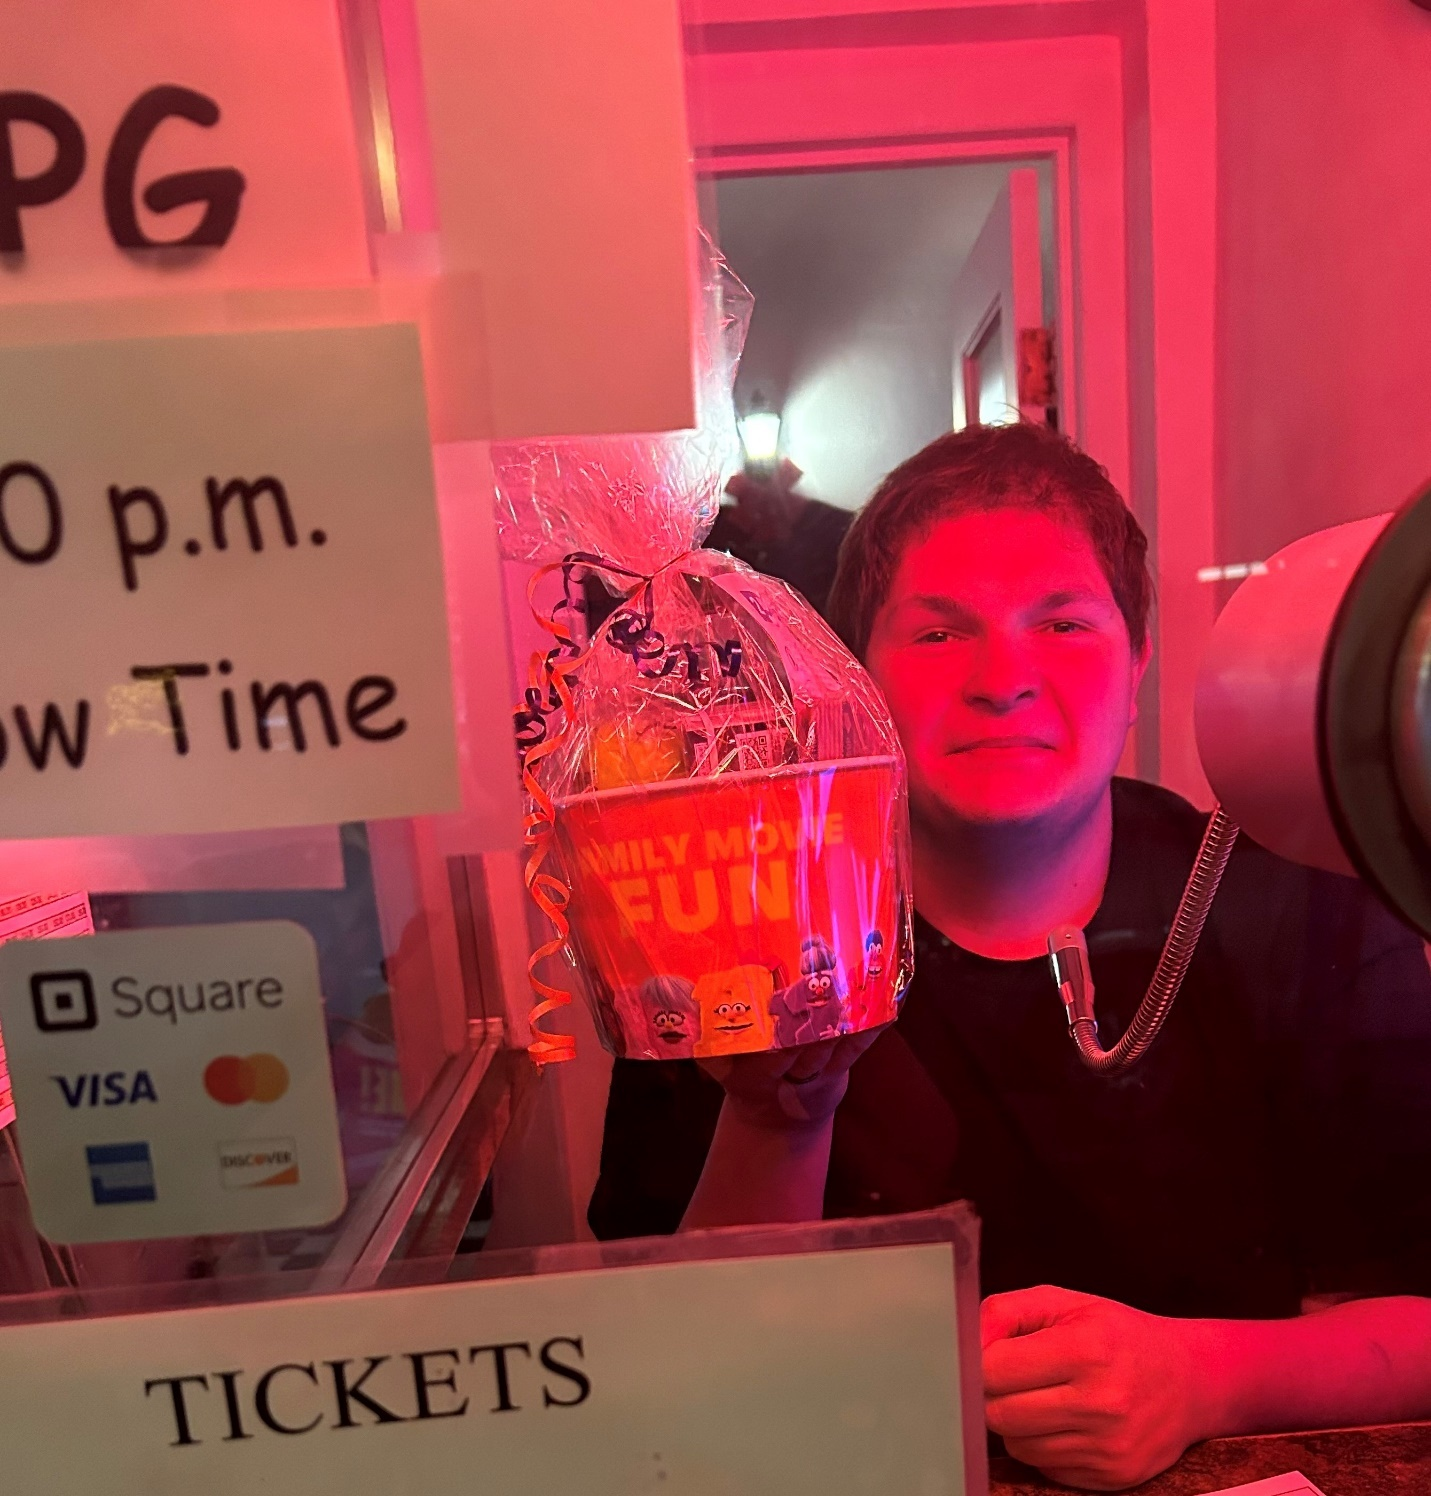 PG
0 p.m.
ow Time
MILY MOVIE
FUN
Square
VISA
DISCOVER
TICKETS